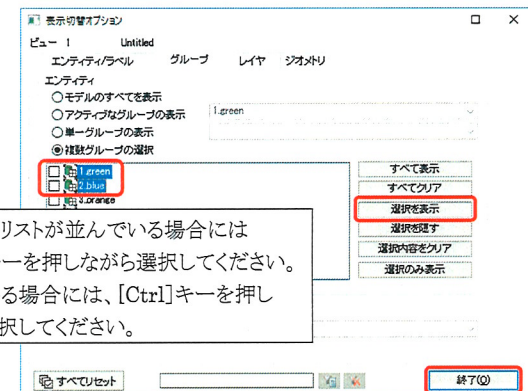 表示切替オプション
ビュー 1 Untitled
エンティティ/ラベル グループ レイヤ ジオメトリ
エンティティ
モデルのすべてを表示
アクティブなグループの表示 1.green
単一グループの表示
複数グループの選択
1.green
2.blue
3.orange
すべて表示
すべてクリア
選択を表示
選択を隠す
選択内容をクリア
選択のみ表示
リストが並んでいる場合には
ーを押しながら選択してください。
る場合には、[Ctrl]キーを押し
択してください。
すべてリセット
終了(O)